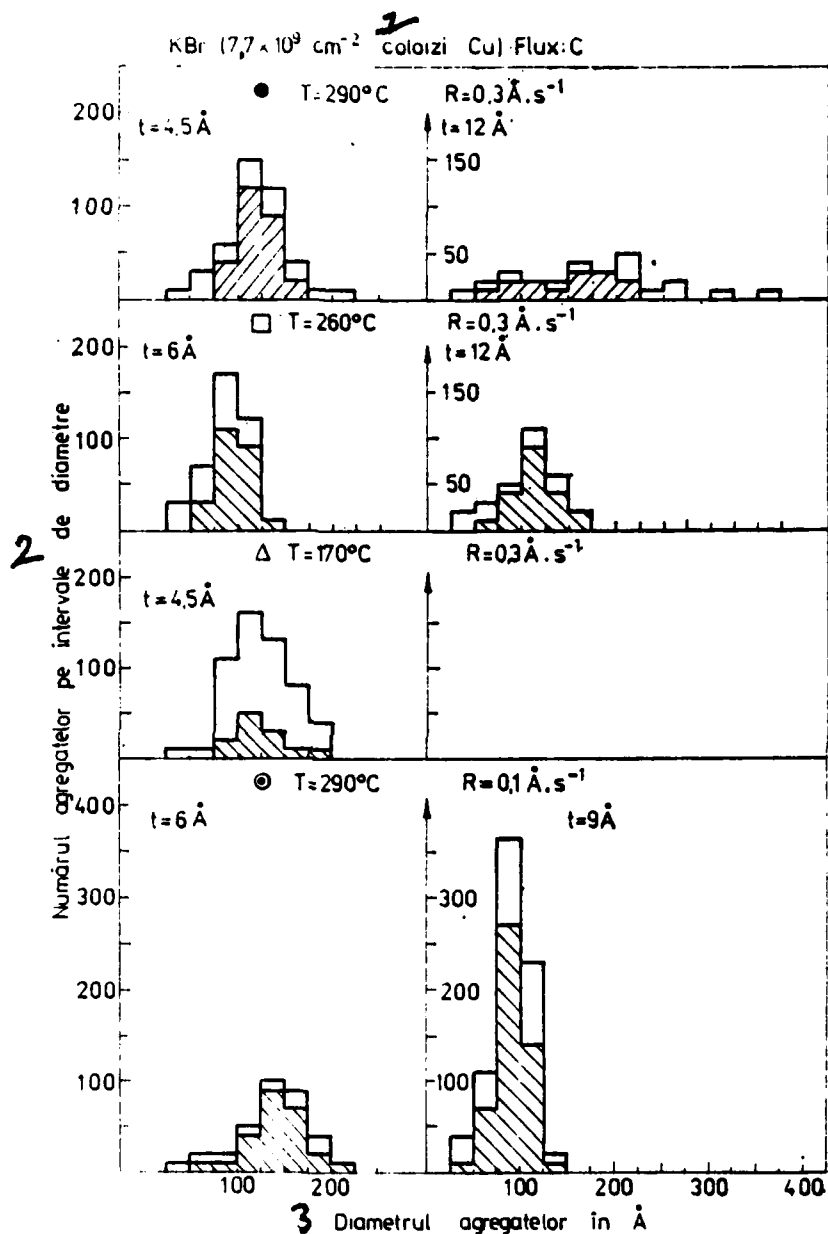 1
KBr (7,7×10⁹ cm⁻² coloizi Cu) Flux:C
● T=290°C R=0.3 Å.s⁻¹
t=4,5 Å t=12 Å
200
100
150
50
□ T=260°C R=0.3 Å.s⁻¹
t=6 Å t=12 Å
200
100
150
50
Δ T=170°C R=0,3 Å.s⁻¹
t=4,5 Å
200
100
◉ T=290°C R=0,1 Å.s⁻¹
t=6 Å t=9 Å
400
300
200
100
300
200
100
100 200 100 200 300 400
2 Numărul agregatelor pe intervale de diametre
3 Diametrul agregatelor în Å